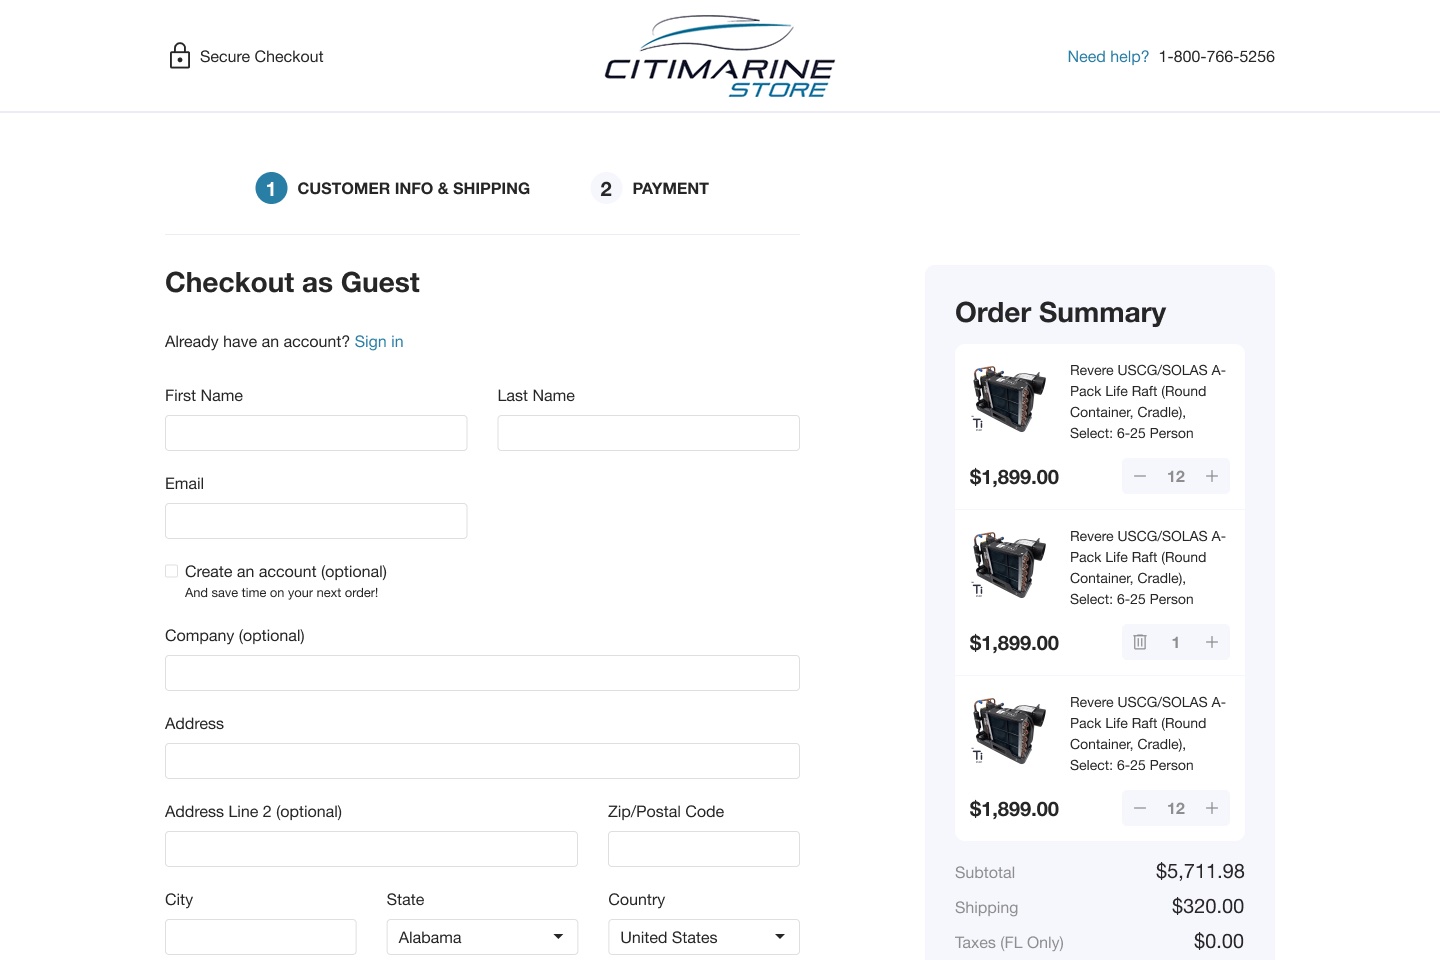 Secure Checkout
CITIMARINE
STORE
Need help? 1-800-766-5256
1 CUSTOMER INFO & SHIPPING
2 PAYMENT
Checkout as Guest
Already have an account? Sign in
First Name
Last Name
Email
Create an account (optional)
And save time on your next order!
Company (optional)
Address
Address Line 2 (optional)
Zip/Postal Code
City
State
Country
Alabama
United States
Order Summary
Ti
Revere USCG/SOLAS A-
Pack Life Raft (Round
Container, Cradle),
Select: 6-25 Person
$1,899.00
12
Ti
Revere USCG/SOLAS A-
Pack Life Raft (Round
Container, Cradle),
Select: 6-25 Person
$1,899.00
1
Ti
Revere USCG/SOLAS A-
Pack Life Raft (Round
Container, Cradle),
Select: 6-25 Person
$1,899.00
12
Subtotal $5,711.98
Shipping $320.00
Taxes (FL Only) $0.00